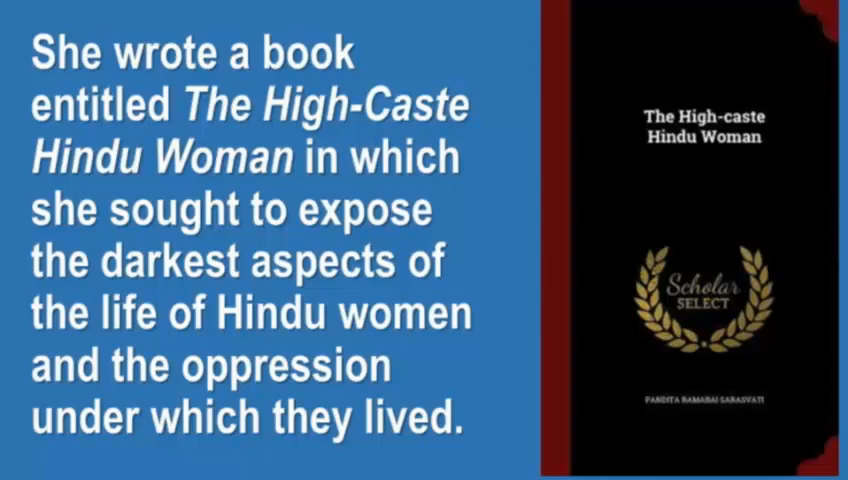 She wrote a book
entitled The High-Caste
Hindu Woman in which
she sought to expose
the darkest aspects of
the life of Hindu women
and the oppression
under which they lived.
The High-caste
Hindu Woman
Scholar
SELECT
PANDITA RAMABAI SARASVATI